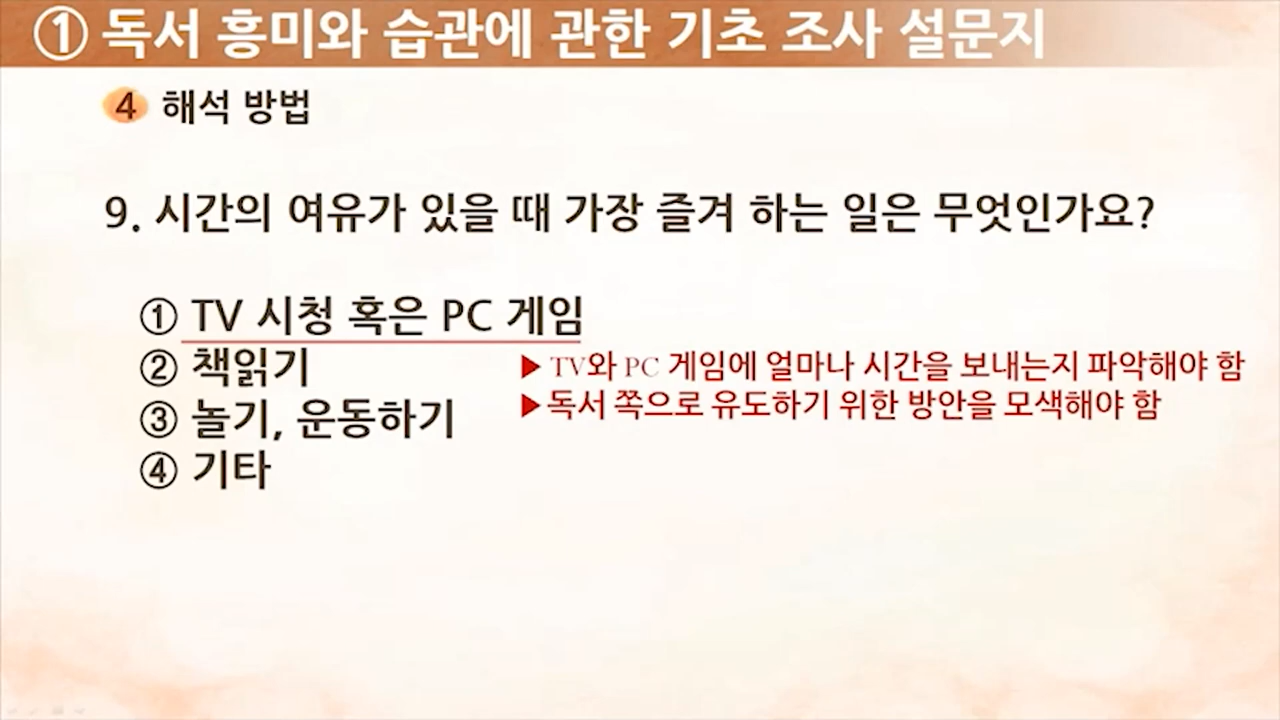 ① 독서 흥미와 습관에 관한 기초 조사 설문지
4 해석 방법
9. 시간의 여유가 있을 때 가장 즐겨 하는 일은 무엇인가요?
① TV 시청 혹은 PC 게임
② 책읽기
▶ TV와 PC 게임에 얼마나 시간을 보내는지 파악해야 함
▶독서 쪽으로 유도하기 위한 방안을 모색해야 함
③ 놀기, 운동하기
④ 기타